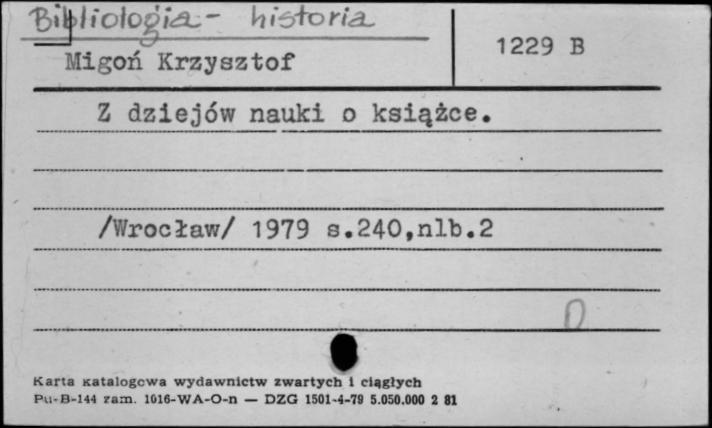 Bibliologia - historia
Migoń Krzysztof
1229 B
Z dziejów nauki o książce.
/Wrocław/ 1979 s.240,nlb.2
0
Karta katalogowa wydawnictw zwartych i ciągłych
Pu-B-144 zam. 1016-WA-O-n — DZG 1501-4-79 5.050.000 2 81